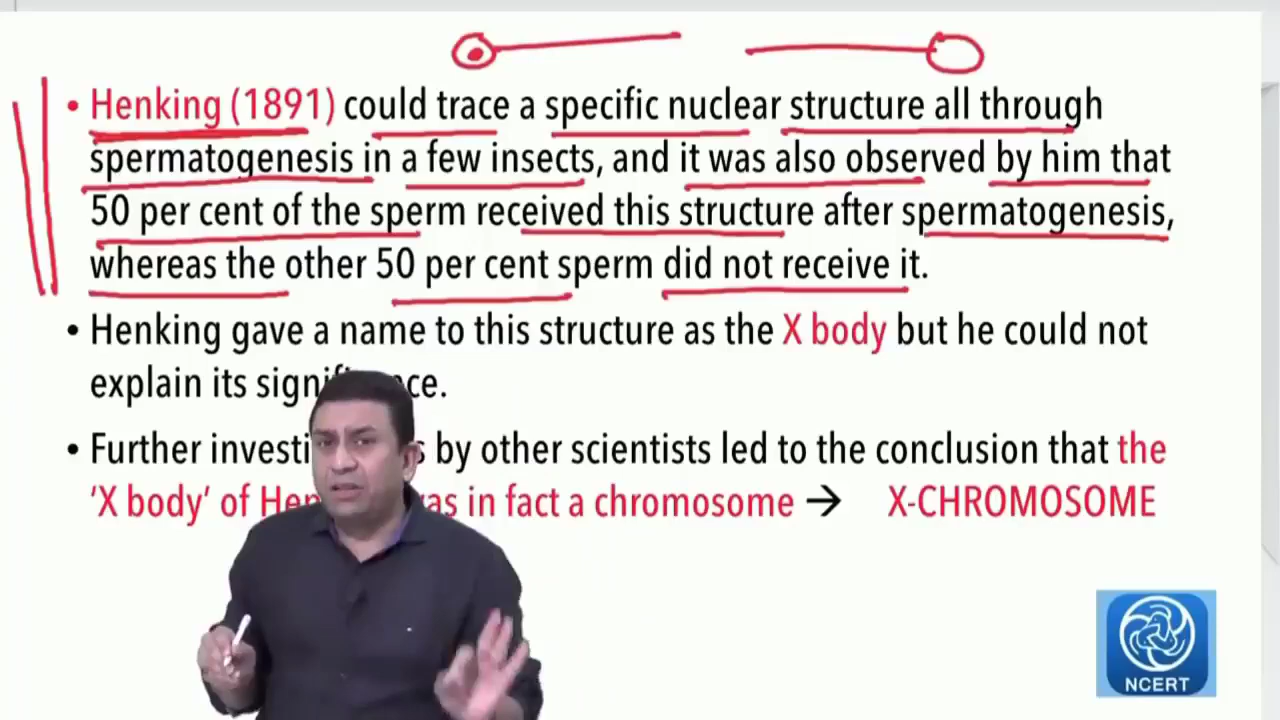 • Henking (1891) could trace a specific nuclear structure all through
spermatogenesis in a few insects, and it was also observed by him that
50 per cent of the sperm received this structure after spermatogenesis,
whereas the other 50 per cent sperm did not receive it.
• Henking gave a name to this structure as the X body but he could not
explain its
• Further by other scientists led to the conclusion that the
'X body' of in fact a chromosome → X-CHROMOSOME
NCERT